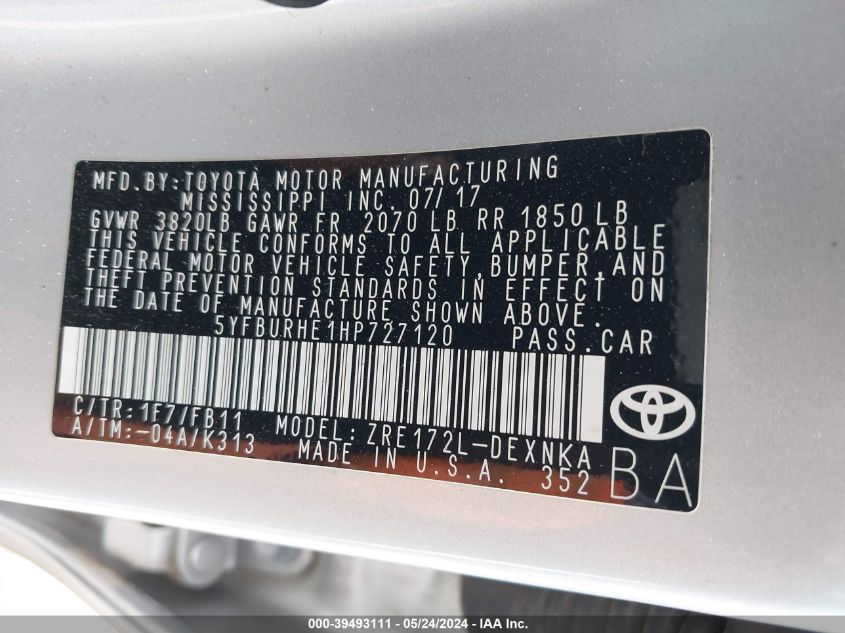 MFD.BY:TOYOTA MOTOR MANUFACTURING
MISSISSIPPI INC. 07/17
GVWR 3820LB GAWR FR 2070 LB RR 1850 LB
THIS VEHICLE CONFORMS TO ALL APPLICABLE
FEDERAL MOTOR VEHICLE SAFETY,BUMPER,AND
THEFT PREVENTION STANDARDS IN EFFECT ON
THE DATE OF MANUFACTURE SHOWN ABOVE.
5YFBURHE1HP727120 PASS.CAR
C/TR:1F7/FB11 MODEL:ZRE172L-DEXNKA
A/TM:-04A/K313 MADE IN U.S.A. 352
BA
000-39493111 - 05/24/2024 - IAA Inc.